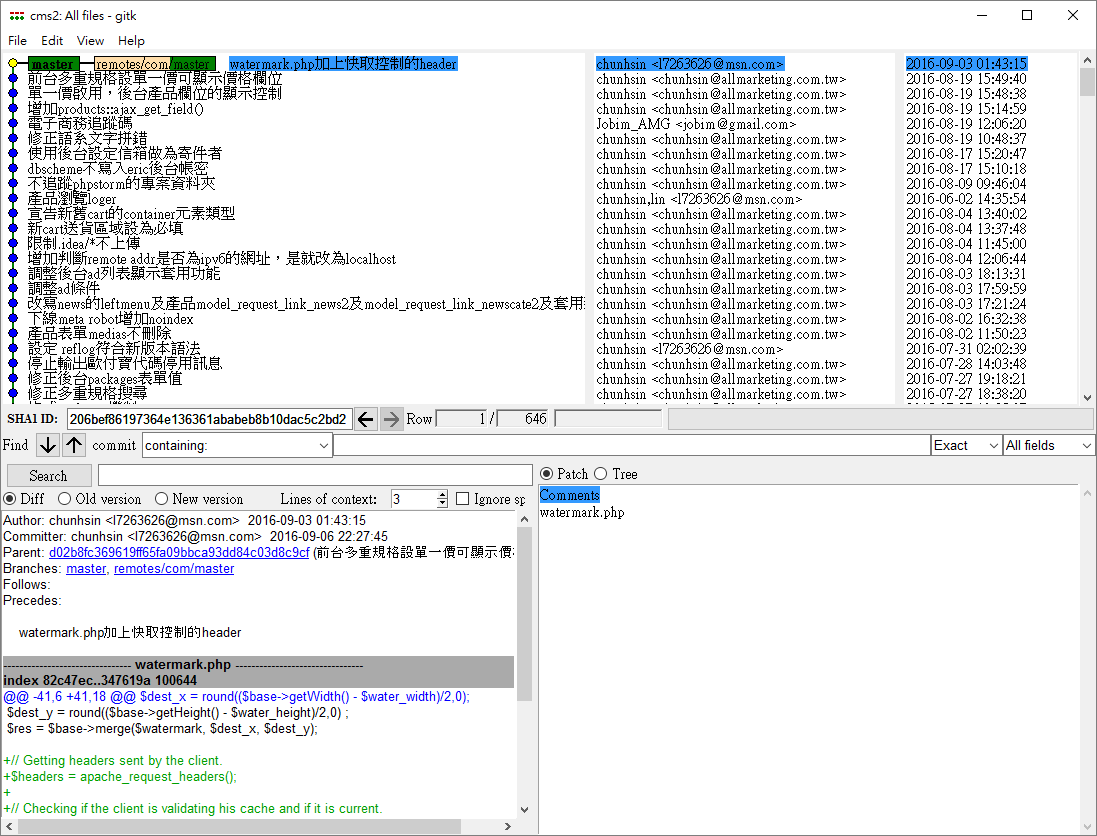 cms2: All files - gitk
File Edit View Help
master remotes/com/master watermark.php加上快取控制的header chunhsin <l7263626@msn.com> 2016-09-03 01:43:15
前台多重規格設單一價可顯示價格欄位 chunhsin <chunhsin@allmarketing.com.tw> 2016-08-19 15:49:40
單一價啟用，後台產品欄位的顯示控制 chunhsin <chunhsin@allmarketing.com.tw> 2016-08-19 15:48:38
增加products::ajax_get_field() chunhsin <chunhsin@allmarketing.com.tw> 2016-08-19 15:14:59
電子商務追蹤碼 Jobim_AMG <jobim@gmail.com> 2016-08-19 12:06:20
修正語系文字拼錯 chunhsin <chunhsin@allmarketing.com.tw> 2016-08-19 10:48:37
使用後台設定信箱做為寄件者 chunhsin <chunhsin@allmarketing.com.tw> 2016-08-17 15:20:47
dbscheme不寫入eric後台帳密 chunhsin <chunhsin@allmarketing.com.tw> 2016-08-17 15:10:18
不追蹤phpstorm的專案資料夾 chunhsin <chunhsin@allmarketing.com.tw> 2016-08-09 09:46:04
產品瀏覽loger chunhsin,lin <l7263626@msn.com> 2016-06-02 14:35:54
宣告新舊cart的container元素類型 chunhsin <chunhsin@allmarketing.com.tw> 2016-08-04 13:40:02
新cart送貨區域設為必填 chunhsin <chunhsin@allmarketing.com.tw> 2016-08-04 13:37:48
限制.idea/*不上傳 chunhsin <chunhsin@allmarketing.com.tw> 2016-08-04 11:45:00
增加判斷remote addr是否為ipv6的網址，是就改為localhost chunhsin <chunhsin@allmarketing.com.tw> 2016-08-04 12:06:44
調整後台ad列表顯示套用功能 chunhsin <chunhsin@allmarketing.com.tw> 2016-08-03 18:13:31
調整ad條件 chunhsin <chunhsin@allmarketing.com.tw> 2016-08-03 17:59:59
改寫news的leftmenu及產品model_request_link_news2及model_request_link_newscate2及套用 chunhsin <chunhsin@allmarketing.com.tw> 2016-08-03 17:21:24
下線meta robot增加noindex chunhsin <chunhsin@allmarketing.com.tw> 2016-08-02 16:32:38
產品表單medias不刪除 chunhsin <chunhsin@allmarketing.com.tw> 2016-08-02 11:50:23
設定 reflog符合新版本語法 chunhsin <l7263626@msn.com> 2016-07-31 02:02:39
停止輸出歐付寶代碼停用訊息 chunhsin <chunhsin@allmarketing.com.tw> 2016-07-28 14:03:48
修正後台packages表單值 chunhsin <chunhsin@allmarketing.com.tw> 2016-07-27 19:18:21
修正多重規格搜尋 chunhsin <chunhsin@allmarketing.com.tw> 2016-07-27 18:38:20
SHA1 ID: 206bef86197364e136361ababeb8b10dac5c2bd2 Row 1 / 646
Find commit containing: Exact All fields
Search Patch Tree
Diff Old version New version Lines of context: 3 Ignore sp
Comments
watermark.php
Author: chunhsin <l7263626@msn.com> 2016-09-03 01:43:15
Committer: chunhsin <l7263626@msn.com> 2016-09-06 22:27:45
Parent: d02b8fc369619ff65fa09bbca93dd84c03d8c9cf (前台多重規格設單一價可顯示價
Branches: master, remotes/com/master
Follows:
Precedes:
watermark.php加上快取控制的header
-------------------------------- watermark.php --------------------------------
index 82c47ec..347619a 100644
@@ -41,6 +41,18 @@ $dest_x = round(($base->getWidth() - $water_width)/2,0);
$dest_y = round(($base->getHeight() - $water_height)/2,0) ;
$res = $base->merge($watermark, $dest_x, $dest_y);
+// Getting headers sent by the client.
+$headers = apache_request_headers();
+
+// Checking if the client is validating his cache and if it is current.